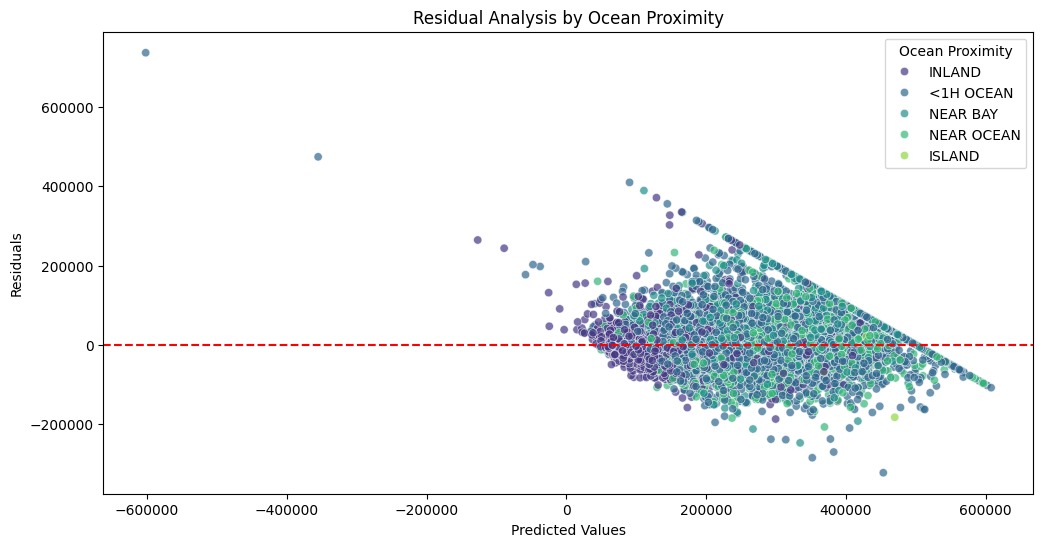 Residual Analysis by Ocean Proximity
Ocean Proximity
INLAND
<1H OCEAN
NEAR BAY
NEAR OCEAN
ISLAND
Residuals
600000
400000
200000
0
−200000
−600000
−400000
−200000
0
200000
400000
600000
Predicted Values